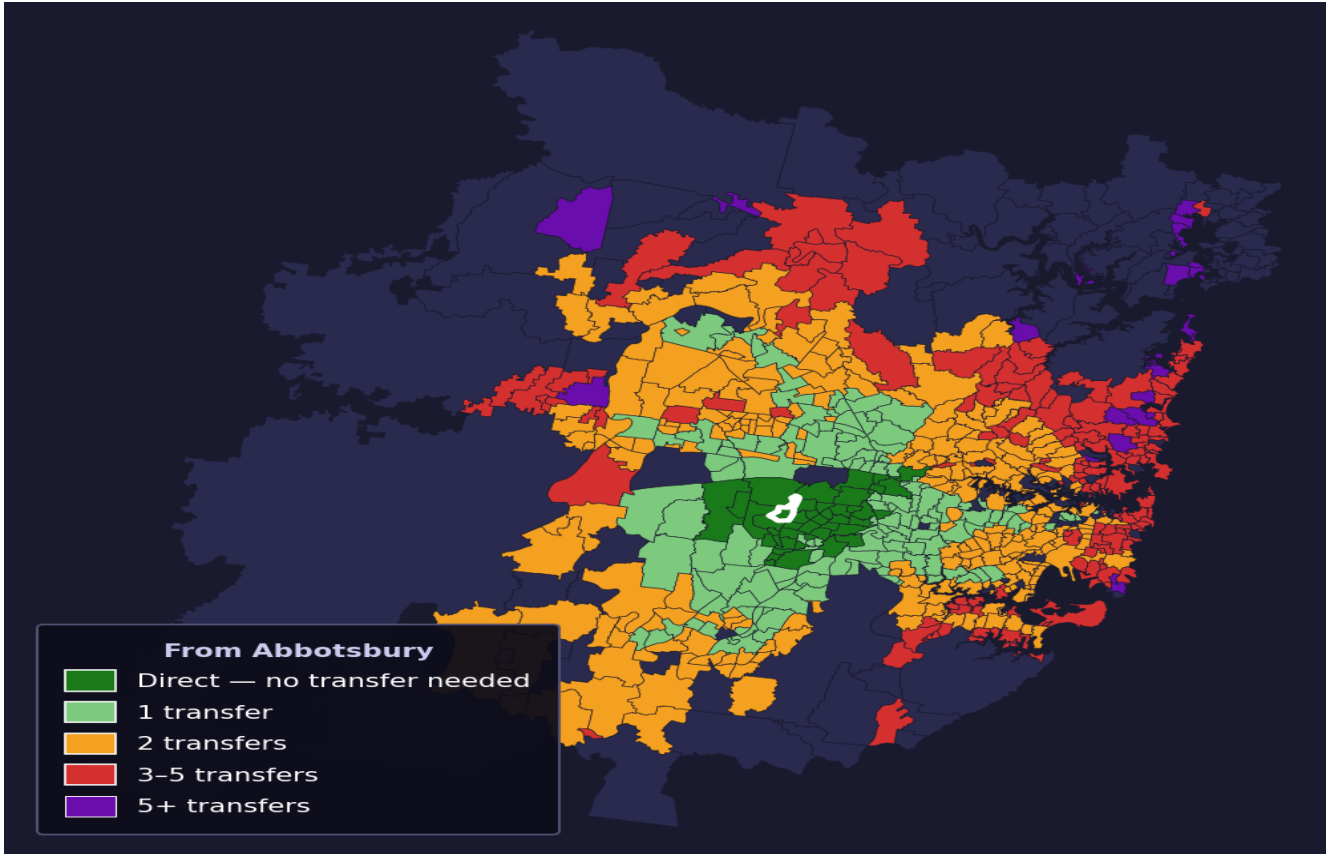 From Abbotsbury
Direct — no transfer needed
1 transfer
2 transfers
3–5 transfers
5+ transfers